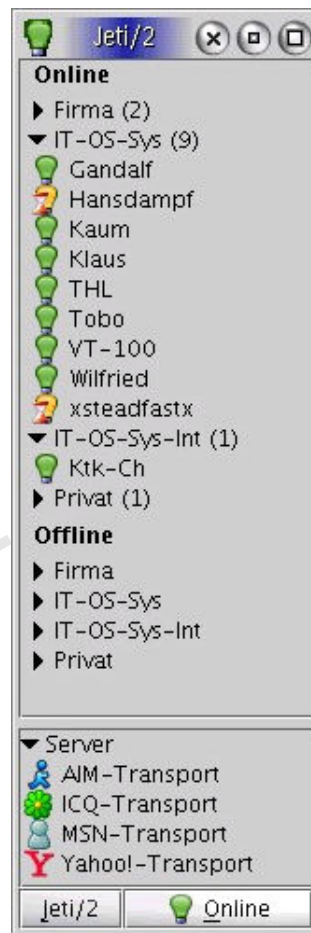 Jeti/2
Online
Firma (2)
IT-OS-Sys (9)
Gandalf
Hansdampf
Kaum
Klaus
THL
Tobo
VT-100
Wilfried
xsteadfastx
IT-OS-Sys-Int (1)
Ktk-Ch
Privat (1)
Offline
Firma
IT-OS-Sys
IT-OS-Sys-Int
Privat
Server
AIM-Transport
ICQ-Transport
MSN-Transport
Yahoo!-Transport
Jeti/2 Online